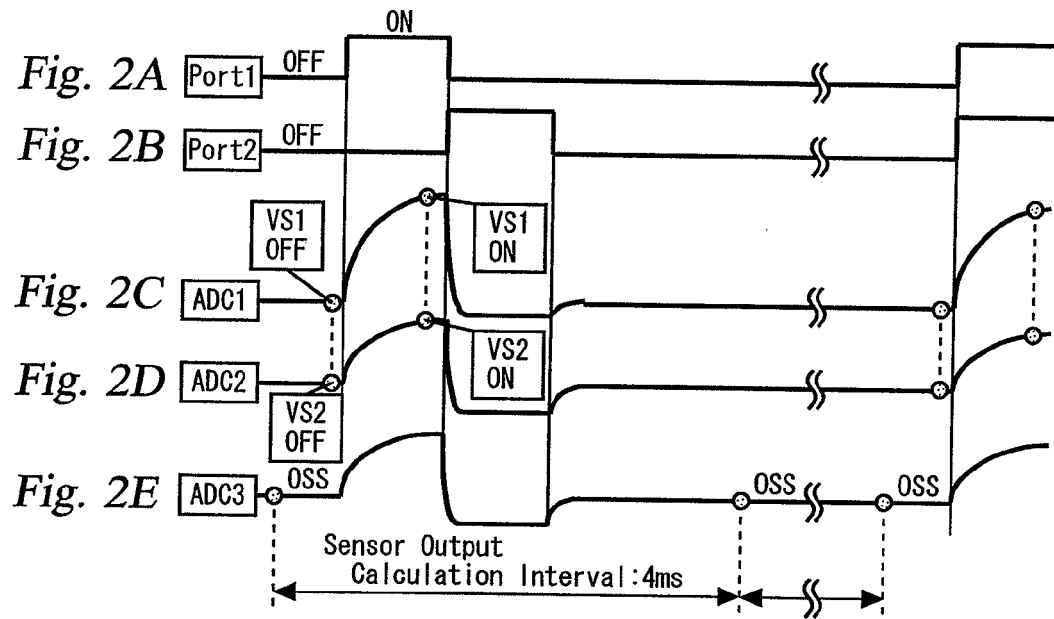 ON
Fig. 2A Port1 OFF
Fig. 2B Port2 OFF
VS1
OFF
VS1
ON
Fig. 2C ADC1
VS2
ON
Fig. 2D ADC2
VS2
OFF
Fig. 2E ADC3 OSS OSS OSS
Sensor Output
Calculation Interval:4ms